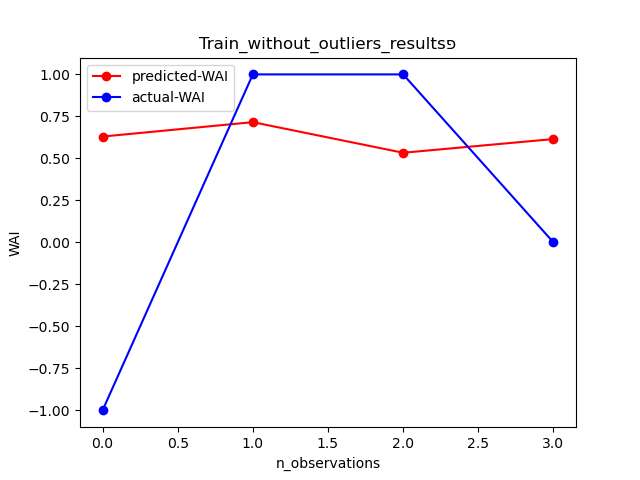 Train_without_outliers_resultsפ
predicted-WAI
actual-WAI
1.00
0.75
0.50
0.25
0.00
−0.25
−0.50
−0.75
−1.00
WAI
0.0 0.5 1.0 1.5 2.0 2.5 3.0
n_observations